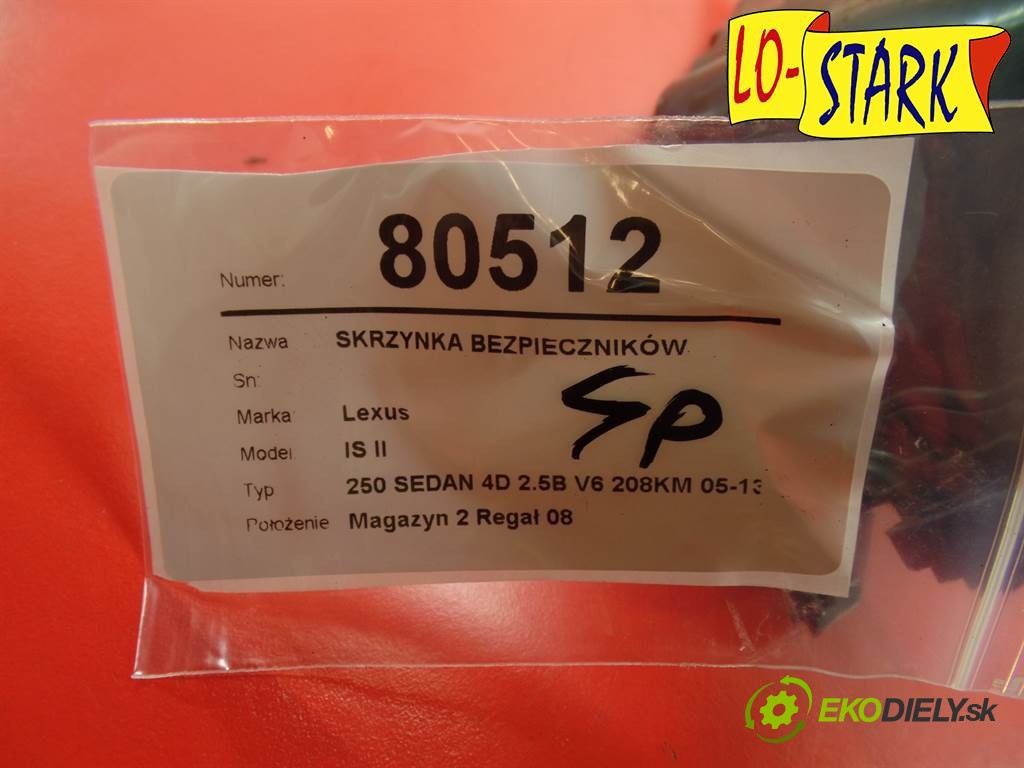 LO-STARK
Numer: 80512
Nazwa SKRZYNKA BEZPIECZNIKÓW
Sn:
Marka: Lexus
Model IS II
Typ 250 SEDAN 4D 2.5B V6 208KM 05-13
Położenie Magazyn 2 Regał 08
SP
EKODIELY.sk